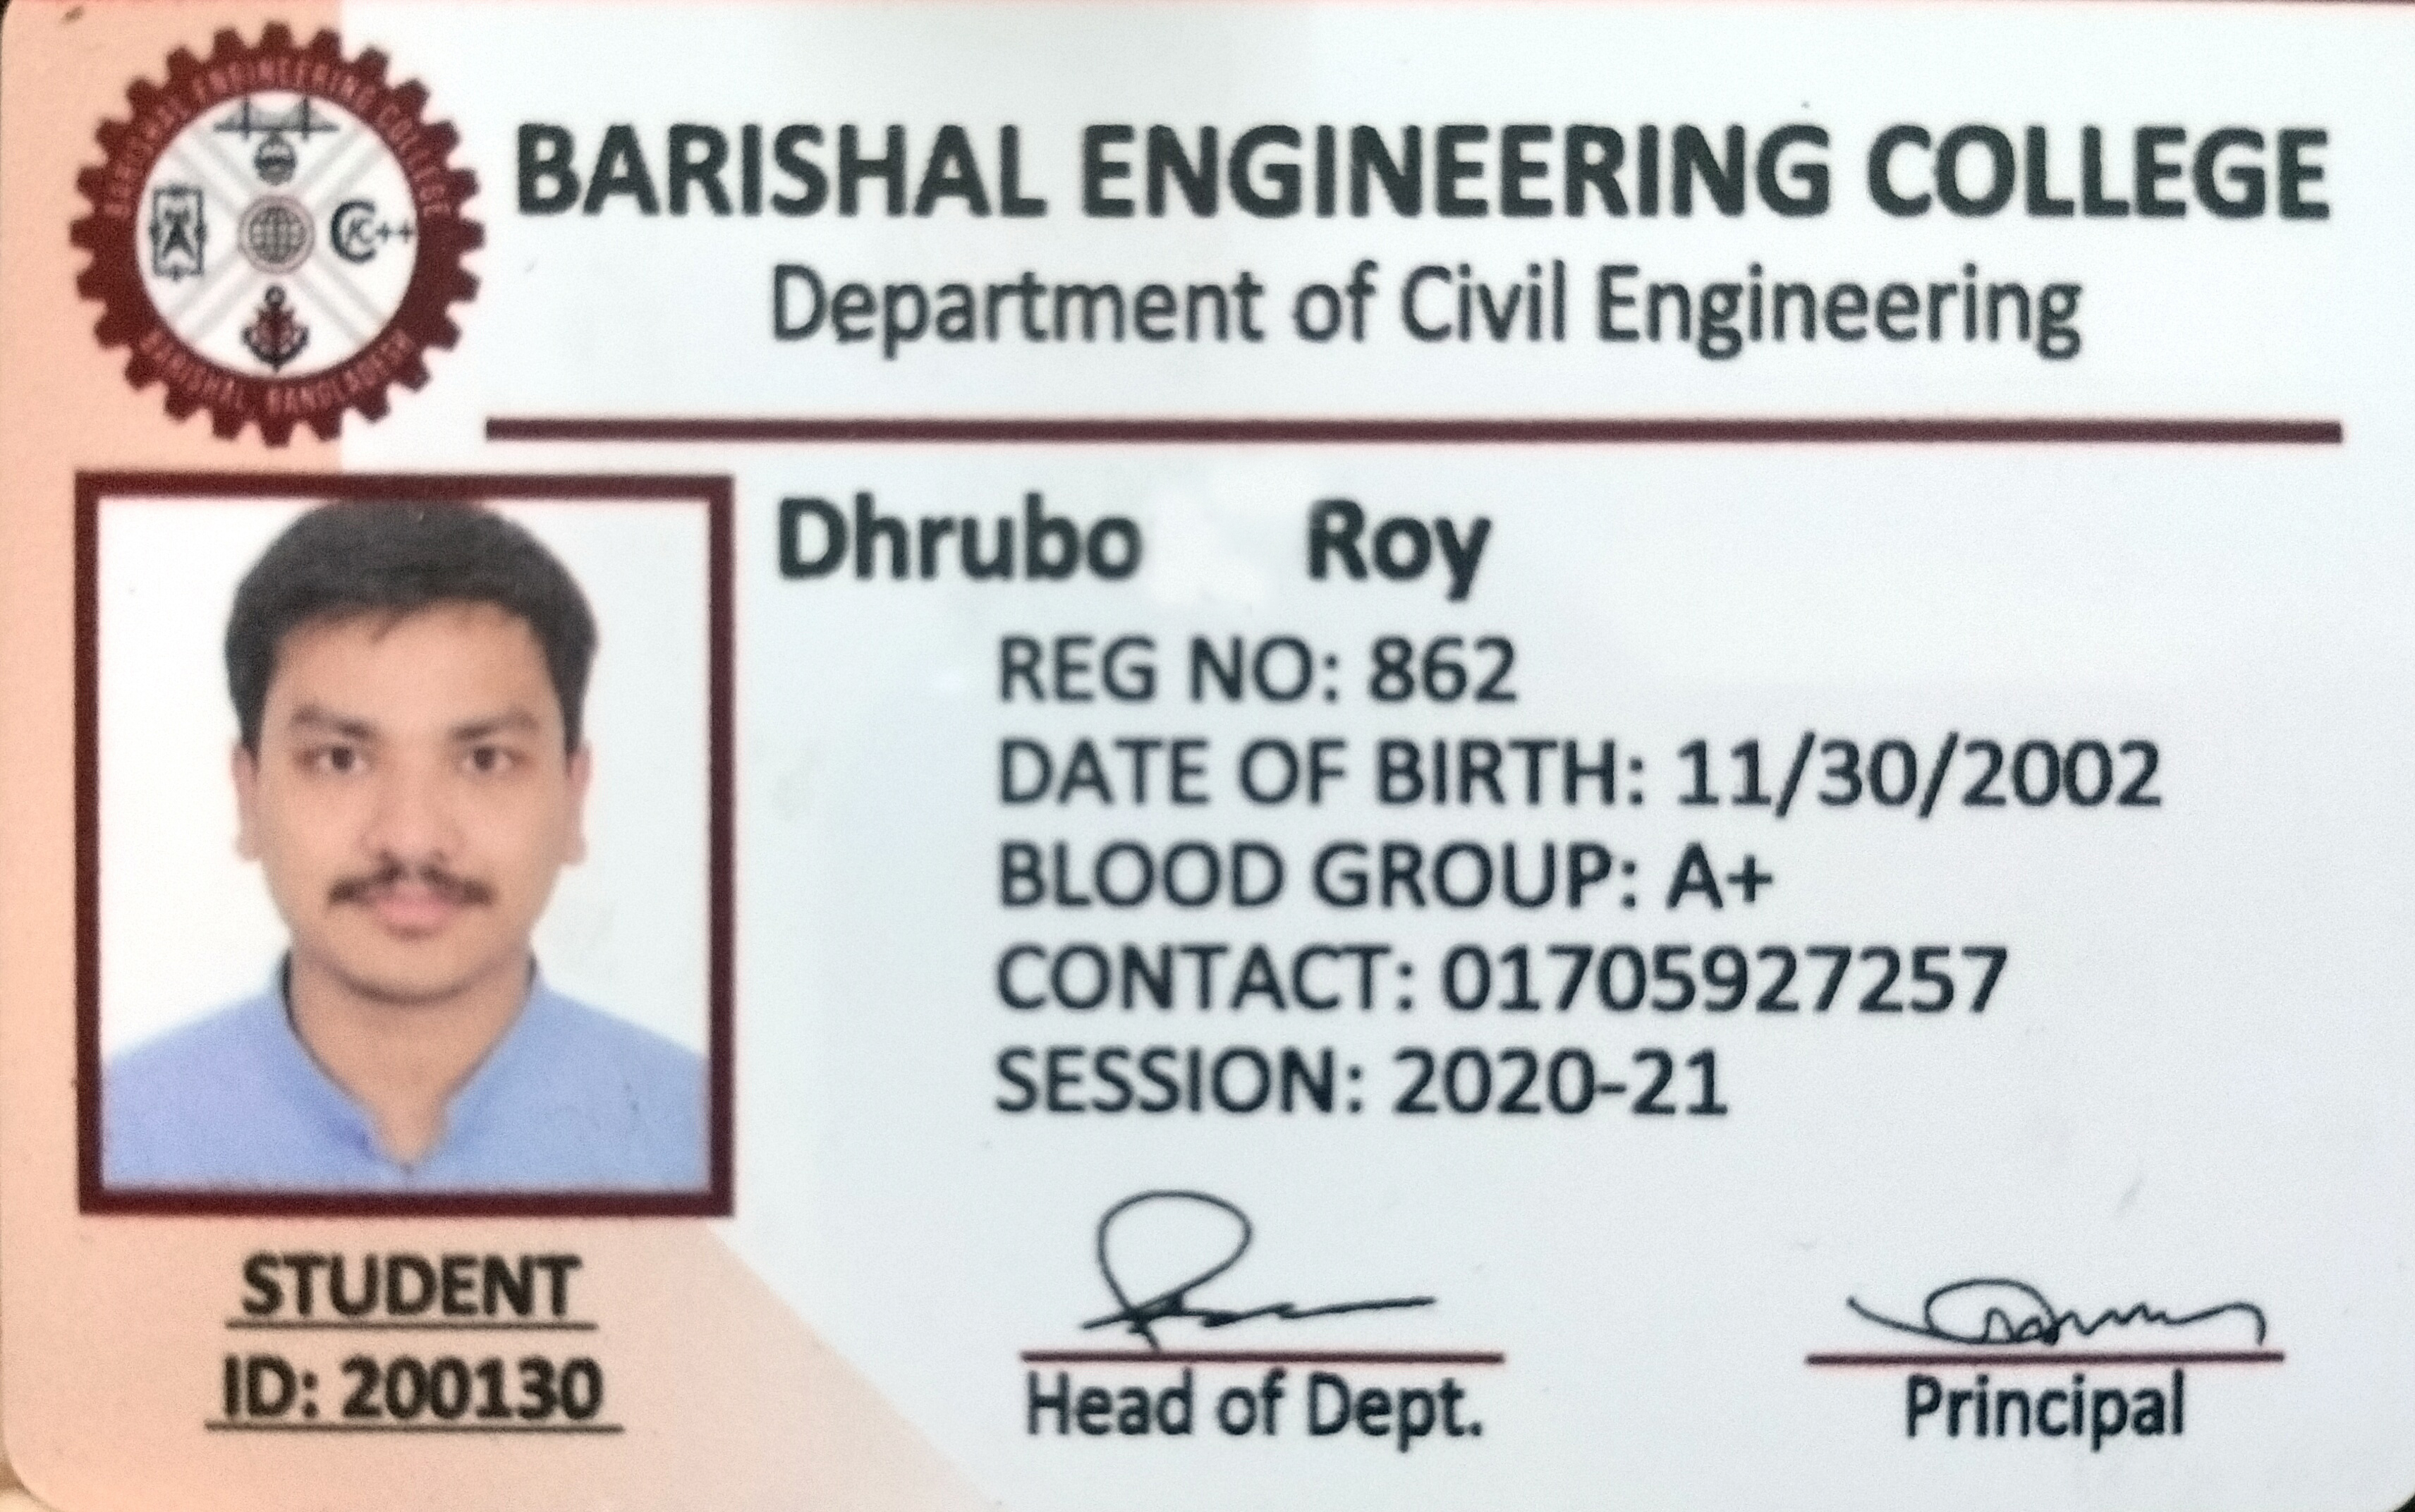 BARISHAL ENGINEERING COLLEGE
BARISHAL, BANGLADESH
C++
BARISHAL ENGINEERING COLLEGE
Department of Civil Engineering
Dhrubo Roy
REG NO: 862
DATE OF BIRTH: 11/30/2002
BLOOD GROUP: A+
CONTACT: 01705927257
SESSION: 2020-21
STUDENT
ID: 200130
Head of Dept.
Principal